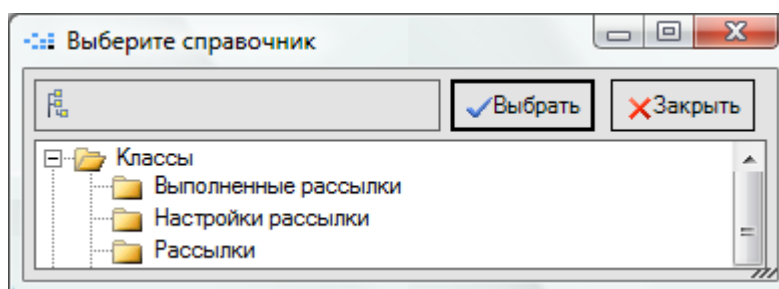 Выберите справочник
Выбрать
Закрыть
Классы
Выполненные рассылки
Настройки рассылки
Рассылки